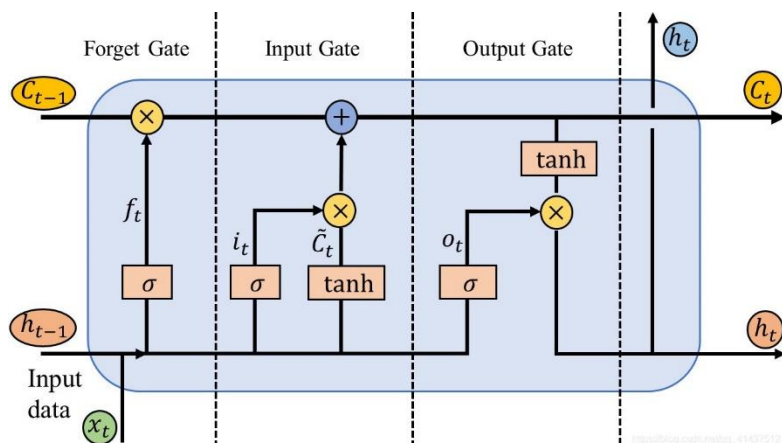 Forget Gate
Input Gate
Output Gate
h_t
C_{t-1}
×
+
C_t
tanh
f_t
×
×
i_t
C̃_t
o_t
σ
σ
tanh
σ
h_{t-1}
h_t
Input
data
x_t